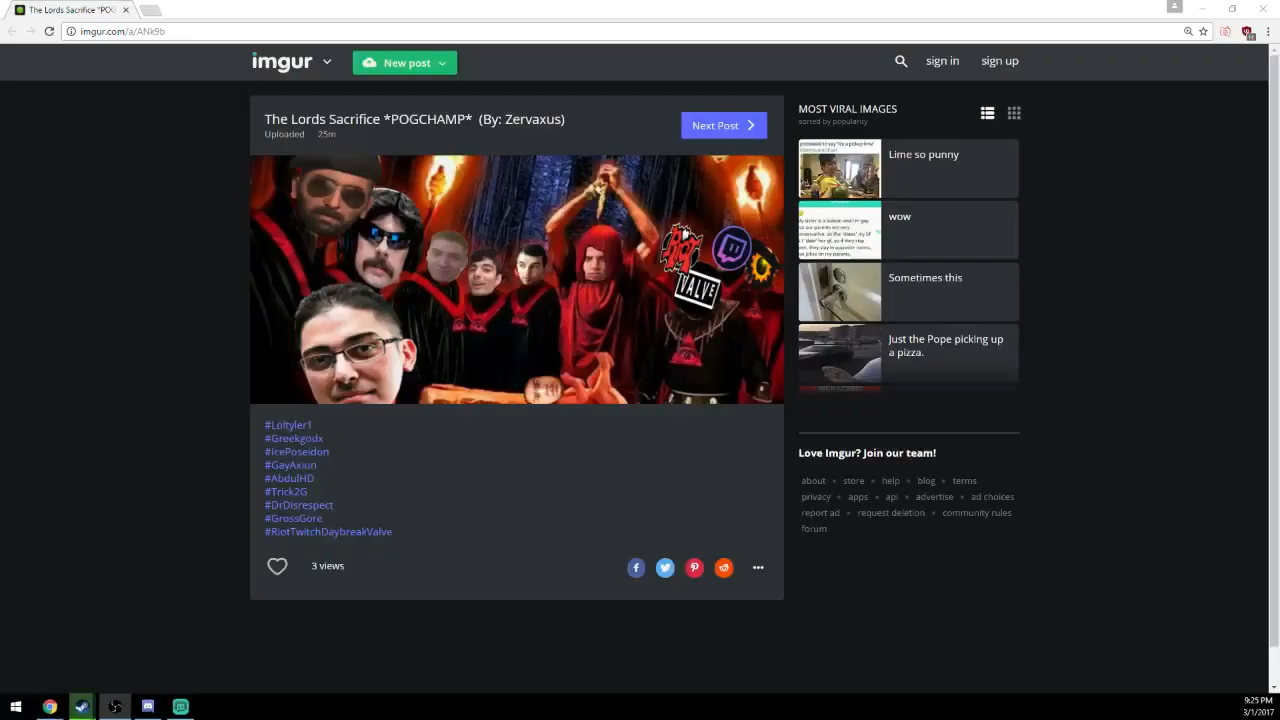 The Lords Sacrifice *POG
imgur.com/a/ANk9b
imgur
New post
sign in
sign up
The Lords Sacrifice *POGCHAMP* (By: Zervaxus)
Uploaded 25m
Next Post
VALVE
#Loltyler1
#Greekgodx
#IcePoseidon
#GayAxiun
#AbdulHD
#Trick2G
#DrDIsrespect
#GrossGore
#RiotTwitchDaybreakValve
3 views
MOST VIRAL IMAGES
sorted by popularity
Lime so punny
wow
Sometimes this
Just the Pope picking up
a pizza.
Love Imgur? Join our team!
about • store • help • blog • terms
privacy • apps • api • advertise • ad choices
report ad • request deletion • community rules
forum
9:25 PM
3/1/2017